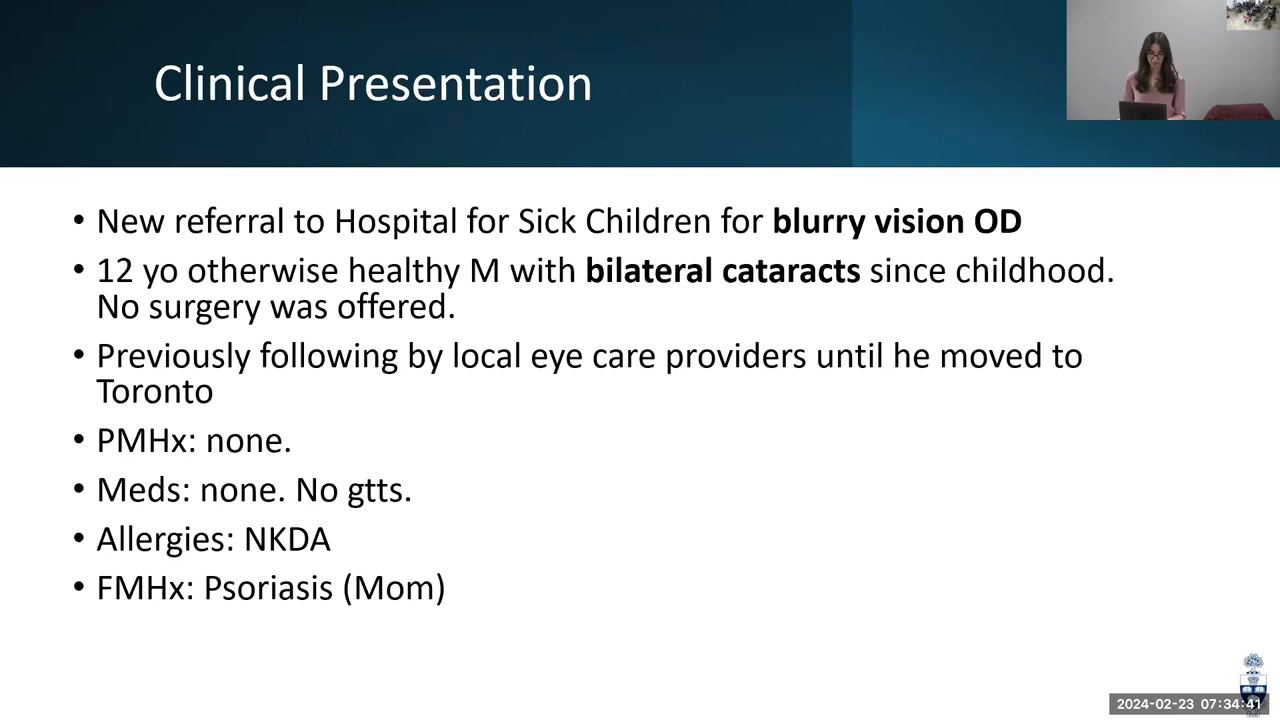 Clinical Presentation
• New referral to Hospital for Sick Children for blurry vision OD
• 12 yo otherwise healthy M with bilateral cataracts since childhood.
No surgery was offered.
• Previously following by local eye care providers until he moved to
Toronto
• PMHx: none.
• Meds: none. No gtts.
• Allergies: NKDA
• FMHx: Psoriasis (Mom)
2024-02-23 07:34:41